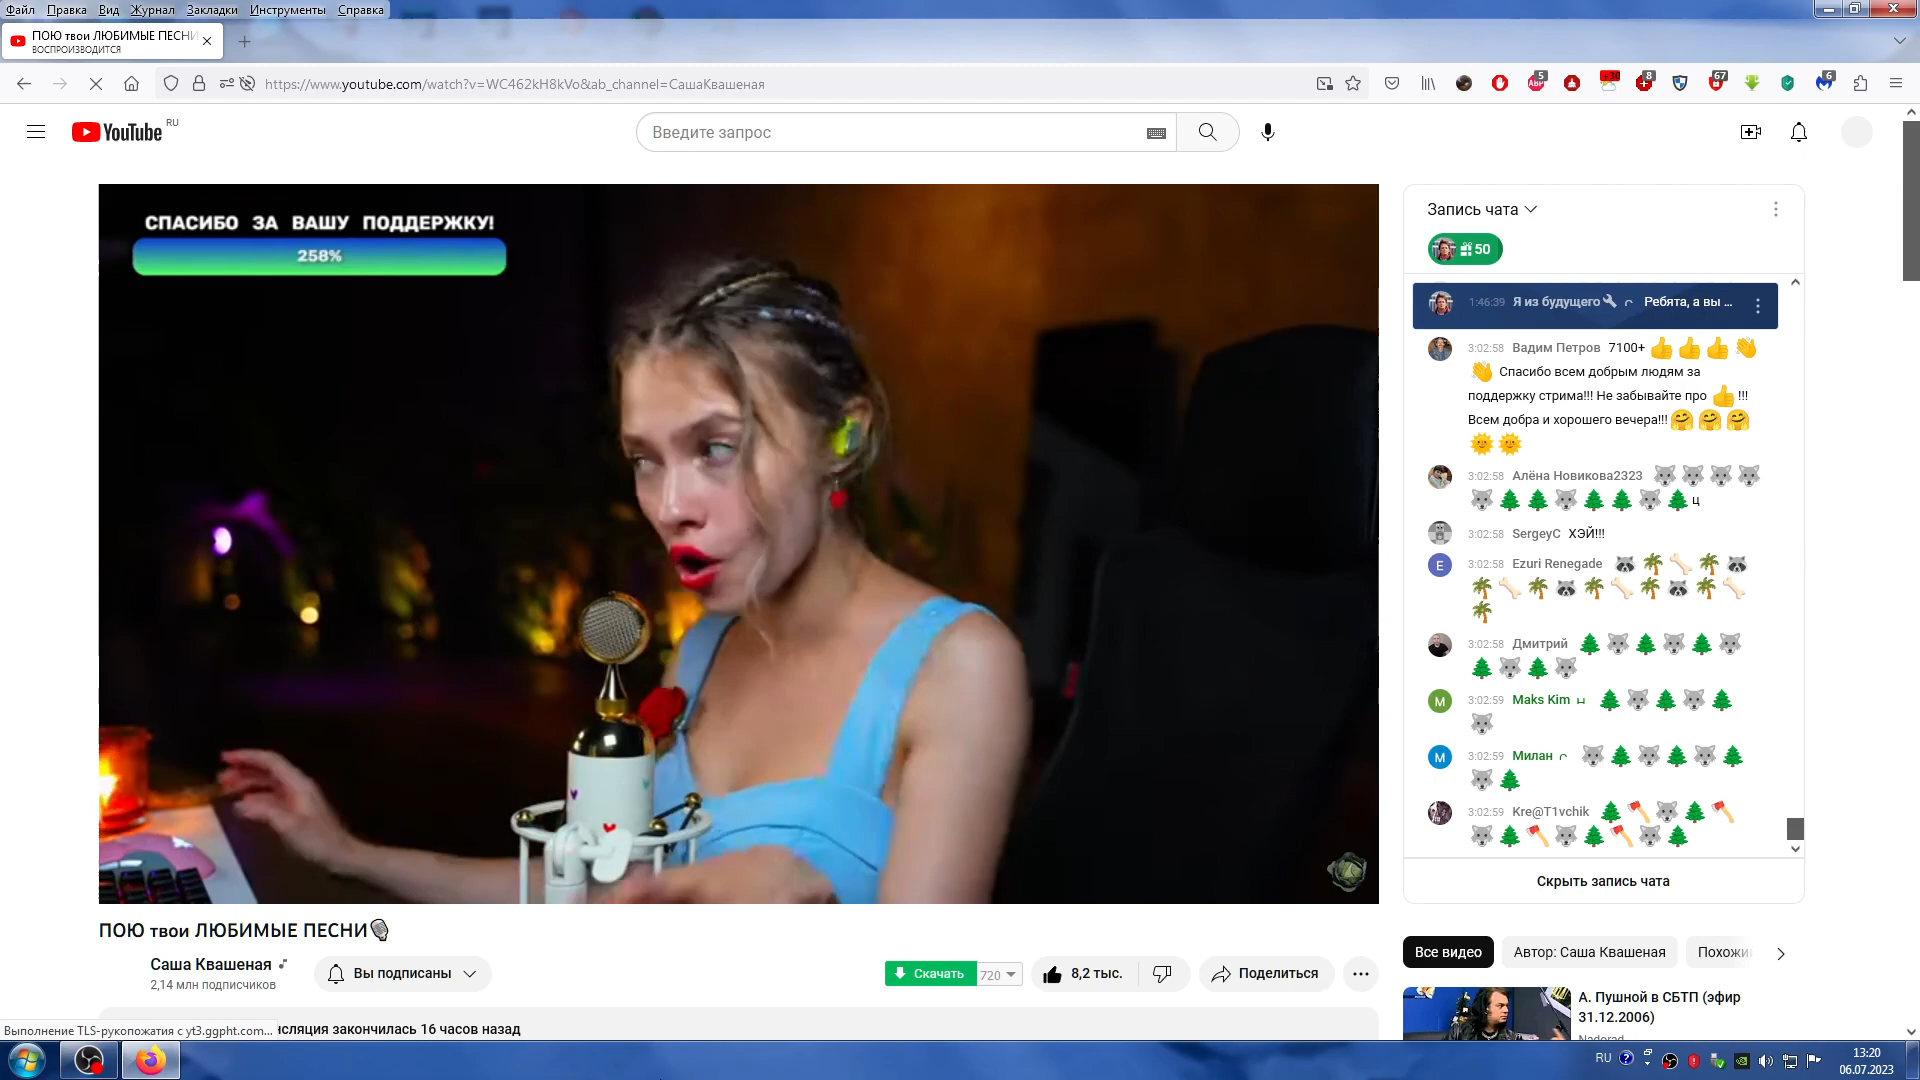 Файл Правка Вид Журнал Закладки Инструменты Справка
ПОЮ твои ЛЮБИМЫЕ ПЕСНИ
ВОСПРОИЗВОДИТСЯ
https://www.youtube.com/watch?v=WC462kH8kVo&ab_channel=СашаКвашеная
5
+30
8
67
6
YouTube RU
Введите запрос
СПАСИБО ЗА ВАШУ ПОДДЕРЖКУ!
258%
Запись чата
50
1:46:39 Я из будущего Ребята, а вы ...
3:02:58 Вадим Петров 7100+
Спасибо всем добрым людям за
поддержку стрима!!! Не забывайте про !!!
Всем добра и хорошего вечера!!!
3:02:58 Алёна Новикова2323
ц
3:02:58 SergeyC ХЭЙ!!!
E 3:02:58 Ezuri Renegade
3:02:58 Дмитрий
M 3:02:59 Maks Kim
M 3:02:59 Милан
3:02:59 Kre@T1vchik
Скрыть запись чата
ПОЮ твои ЛЮБИМЫЕ ПЕСНИ
Саша Квашеная
2,14 млн подписчиков
Вы подписаны
Скачать 720
8,2 тыс.
Поделиться
Все видео Автор: Саша Квашеная Похожи
А. Пушной в СБТП (эфир
31.12.2006)
Выполнение TLS-рукопожатия с yt3.ggpht.com...
нсляция закончилась 16 часов назад
RU
13:20
06.07.2023